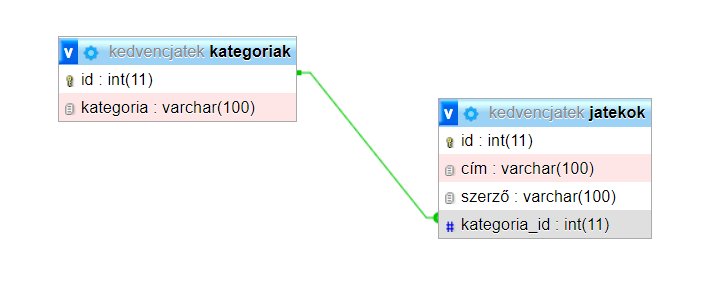 v kedvencjatek kategoriak
id : int(11)
kategoria : varchar(100)
v kedvencjatek jatekok
id : int(11)
cím : varchar(100)
szerző : varchar(100)
# kategoria_id : int(11)